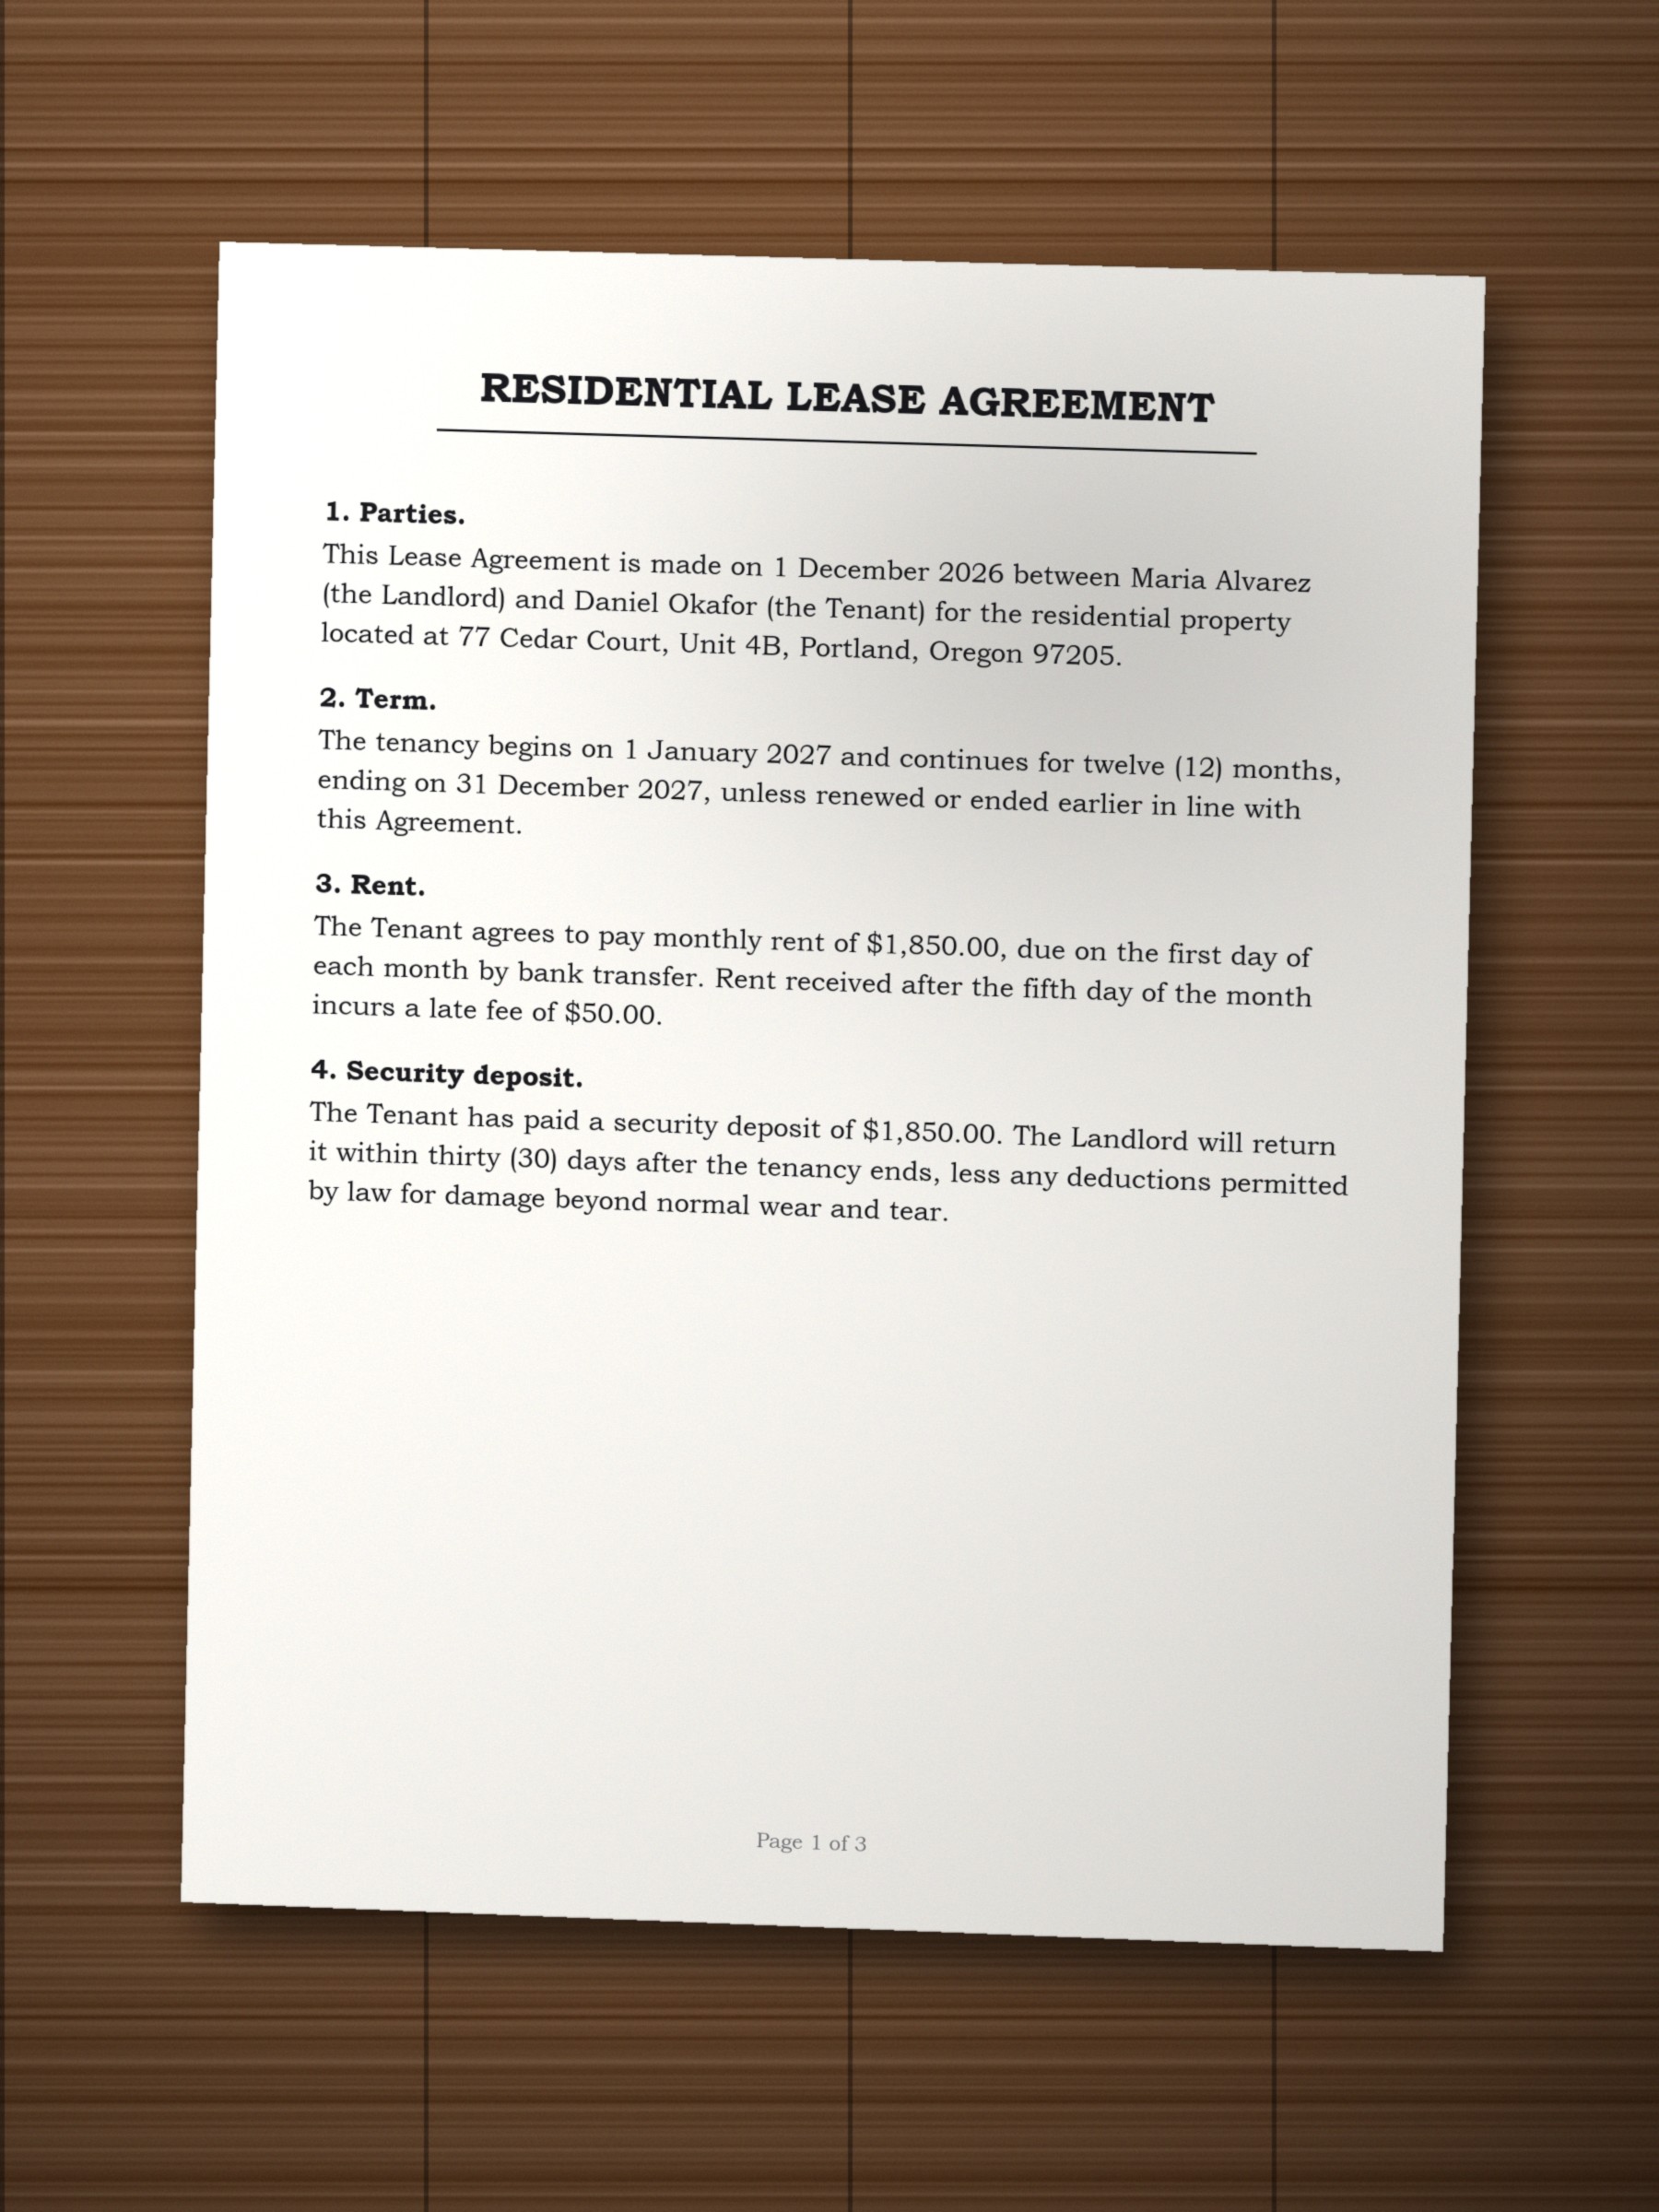 RESIDENTIAL LEASE AGREEMENT
1. Parties.
This Lease Agreement is made on 1 December 2026 between Maria Alvarez
(the Landlord) and Daniel Okafor (the Tenant) for the residential property
located at 77 Cedar Court, Unit 4B, Portland, Oregon 97205.
2. Term.
The tenancy begins on 1 January 2027 and continues for twelve (12) months,
ending on 31 December 2027, unless renewed or ended earlier in line with
this Agreement.
3. Rent.
The Tenant agrees to pay monthly rent of $1,850.00, due on the first day of
each month by bank transfer. Rent received after the fifth day of the month
incurs a late fee of $50.00.
4. Security deposit.
The Tenant has paid a security deposit of $1,850.00. The Landlord will return
it within thirty (30) days after the tenancy ends, less any deductions permitted
by law for damage beyond normal wear and tear.
Page 1 of 3